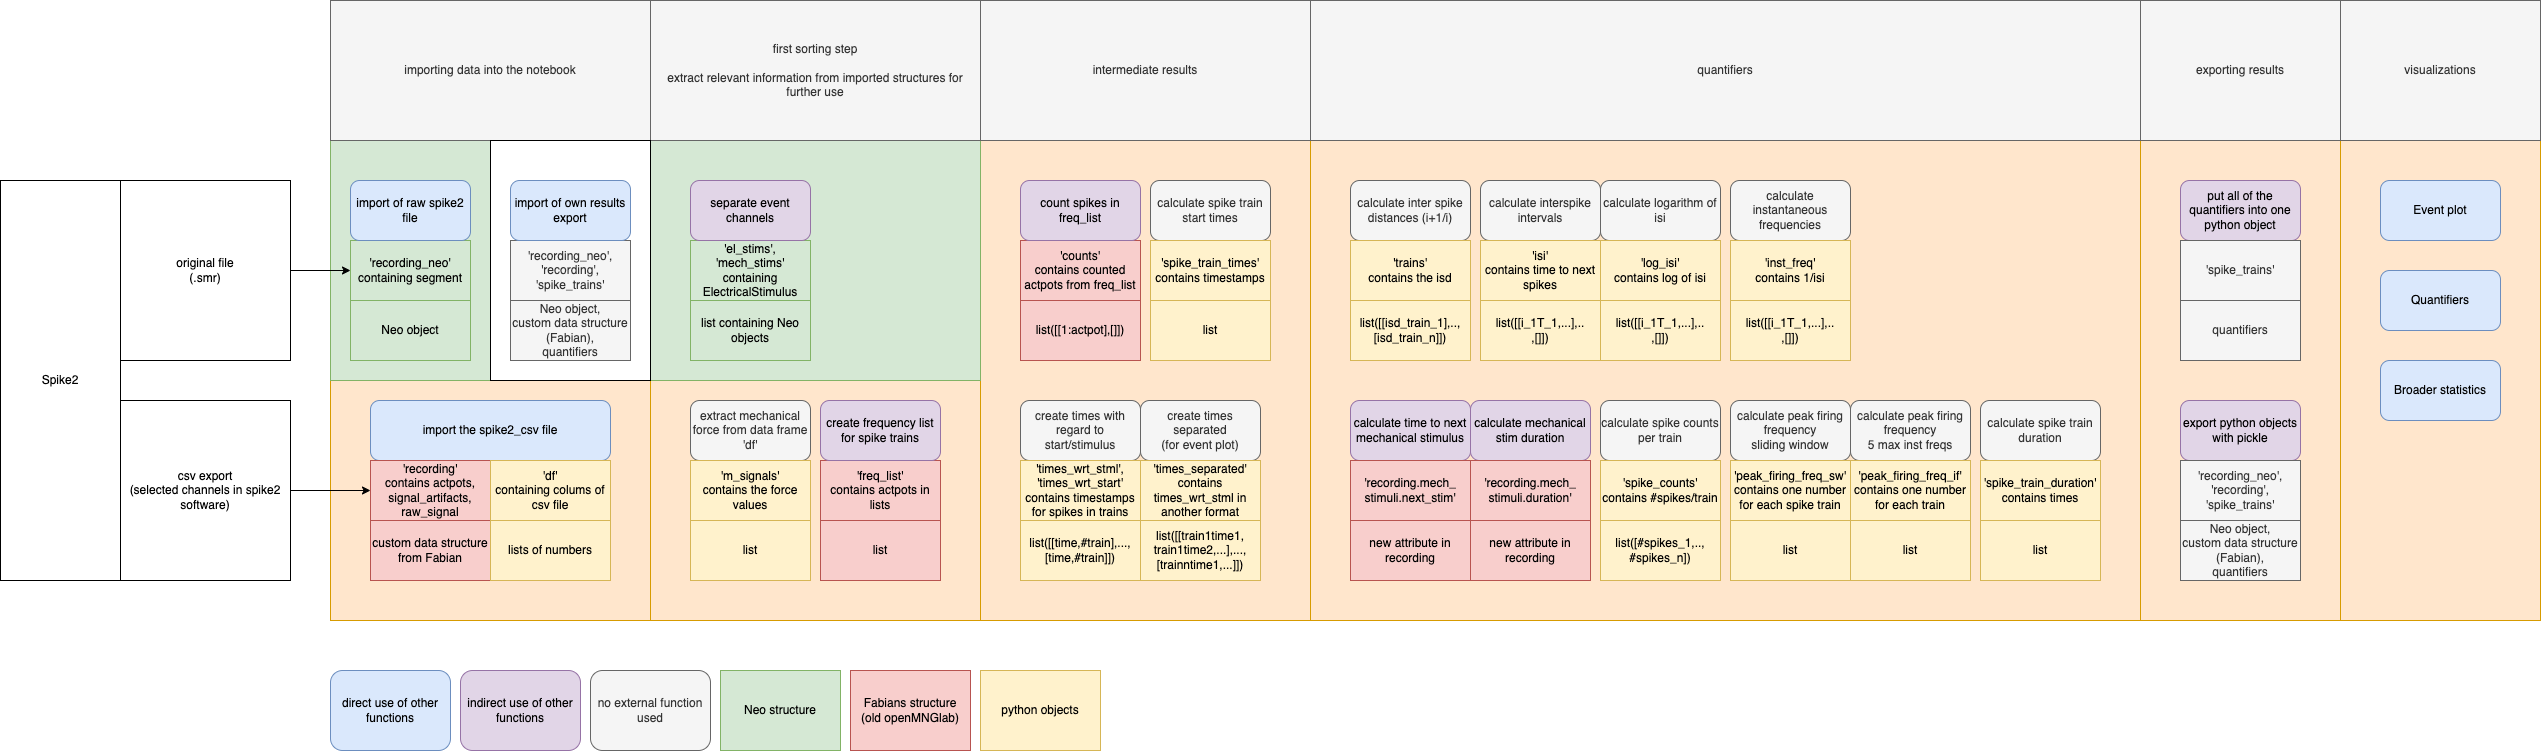 importing data into the notebook
first sorting step
extract relevant information from imported structures for
further use
intermediate results
quantifiers
exporting results
visualizations
Spike2
original file
(.smr)
csv export
(selected channels in spike2
software)
import of raw spike2
file
'recording_neo'
containing segment
Neo object
import of own results
export
'recording_neo',
'recording',
'spike_trains'
Neo object,
custom data structure
(Fabian),
quantifiers
separate event
channels
'el_stims',
'mech_stims'
containing
ElectricalStimulus
list containing Neo
objects
count spikes in
freq_list
'counts'
contains counted
actpots from freq_list
list([[1:actpot],[]])
calculate spike train
start times
'spike_train_times'
contains timestamps
list
calculate inter spike
distances (i+1/i)
'trains'
contains the isd
list([[isd_train_1],..,
[isd_train_n]])
calculate interspike
intervals
'isi'
contains time to next
spikes
list([[i_1T_1,...],..
,[]])
calculate logarithm of
isi
'log_isi'
contains log of isi
list([[i_1T_1,...],..
,[]])
calculate
instantaneous
frequencies
'inst_freq'
contains 1/isi
list([[i_1T_1,...],..
,[]])
put all of the
quantifiers into one
python object
'spike_trains'
quantifiers
Event plot
Quantifiers
Broader statistics
import the spike2_csv file
'recording'
contains actpots,
signal_artifacts,
raw_signal
custom data structure
from Fabian
'df'
containing colums of
csv file
lists of numbers
extract mechanical
force from data frame
'df'
'm_signals'
contains the force
values
list
create frequency list
for spike trains
'freq_list'
contains actpots in
lists
list
create times with
regard to
start/stimulus
'times_wrt_stml',
'times_wrt_start'
contains timestamps
for spikes in trains
list([[time,#train],...,
[time,#train]])
create times
separated
(for event plot)
'times_separated'
contains
times_wrt_stml in
another format
list([[train1time1,
train1time2,...],...,
[trainntime1,...]])
calculate time to next
mechanical stimulus
'recording.mech_
stimuli.next_stim'
new attribute in
recording
calculate mechanical
stim duration
'recording.mech_
stimuli.duration'
new attribute in
recording
calculate spike counts
per train
'spike_counts'
contains #spikes/train
list([#spikes_1,..,
#spikes_n])
calculate peak firing
frequency
sliding window
'peak_firing_freq_sw'
contains one number
for each spike train
list
calculate peak firing
frequency
5 max inst freqs
'peak_firing_freq_if'
contains one number
for each train
list
calculate spike train
duration
'spike_train_duration'
contains times
list
export python objects
with pickle
'recording_neo',
'recording',
'spike_trains'
Neo object,
custom data structure
(Fabian),
quantifiers
direct use of other
functions
indirect use of other
functions
no external function
used
Neo structure
Fabians structure
(old openMNGlab)
python objects